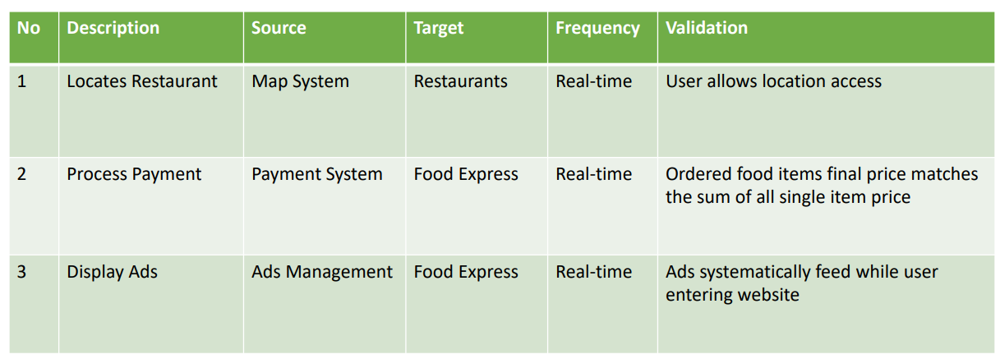 No Description Source Target Frequency Validation
1 Locates Restaurant Map System Restaurants Real-time User allows location access
2 Process Payment Payment System Food Express Real-time Ordered food items final price matches
the sum of all single item price
3 Display Ads Ads Management Food Express Real-time Ads systematically feed while user
entering website